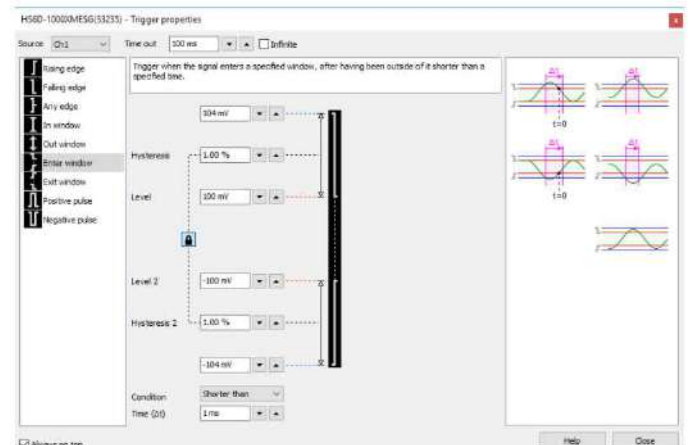 HS6D-1000XMESG(53235) - Trigger properties
Source Ch1 Time out 100 ms Infinite
Rising edge
Falling edge
Any edge
In window
Out window
Enter window
Exit window
Positive pulse
Negative pulse
Trigger when the signal enters a specified window, after having been outside of it shorter than a
specified time.
104 mV
Hysteresis 1.00 %
Level 100 mV
Level 2 -100 mV
Hysteresis 2 1.00 %
-104 mV
Condition Shorter than
Time (Δt) 1 ms
Δt Δt
t=0
Δt Δt
t=0
Always on top
Help Close